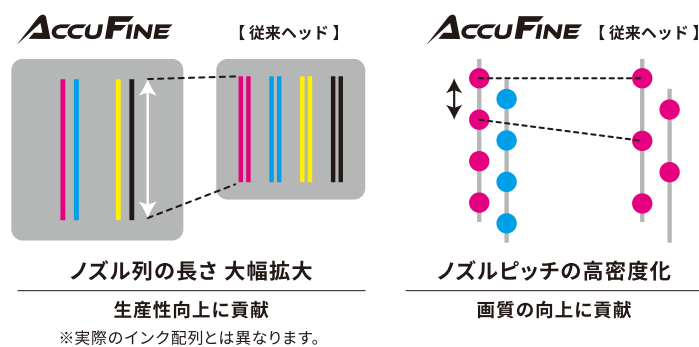 ACCUFINE
【 従来ヘッド 】
ノズル列の長さ 大幅拡大
生産性向上に貢献
※実際のインク配列とは異なります。
ACCUFINE
【 従来ヘッド 】
ノズルピッチの高密度化
画質の向上に貢献